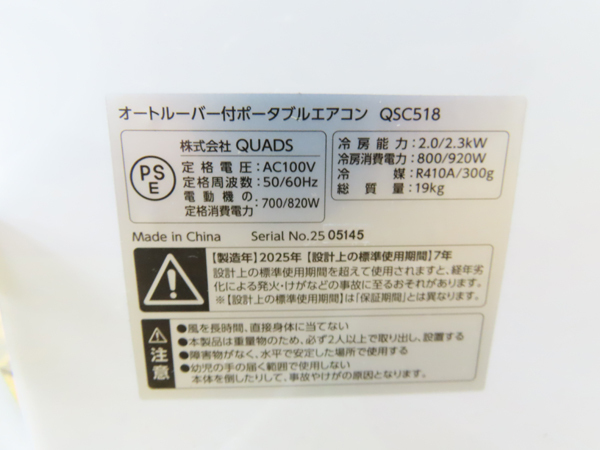 オートルーバー付ポータブルエアコン QSC518
PS
E
株式会社 QUADS
定格電圧:AC100V
定格周波数:50/60Hz
電動機の
定格消費電力:700/820W
冷房能力:2.0/2.3kW
冷房消費電力:800/920W
冷媒:R410A/300g
総質量:19kg
Made in China Serial No.25 05145
【製造年】2025年【設計上の標準使用期間】7年
設計上の標準使用期間を超えて使用されますと、経年劣
化による発火・けがなどの事故に至るおそれがあります。
※【設計上の標準使用期間】は「保証期間」とは異なります。
注意
●風を長時間、直接身体に当てない
●本製品は重量物のため、必ず2人以上で取り出し、設置する
●障害物がなく、水平で安定した場所で使用する
●幼児の手の届く範囲で使用しない
本体を倒したりして、事故やけがの原因になります。